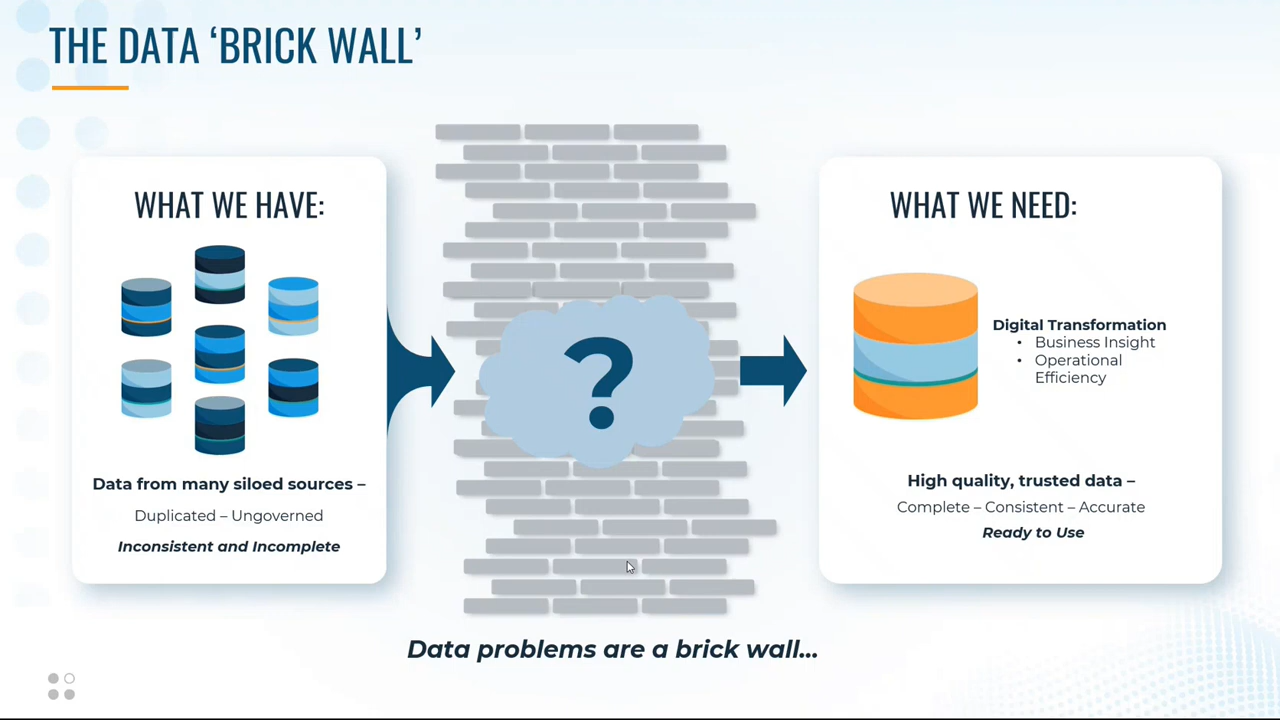 THE DATA ‘BRICK WALL’
WHAT WE HAVE:
Data from many siloed sources –
Duplicated – Ungoverned
Inconsistent and Incomplete
?
WHAT WE NEED:
Digital Transformation
• Business Insight
• Operational
Efficiency
High quality, trusted data –
Complete – Consistent – Accurate
Ready to Use
Data problems are a brick wall...